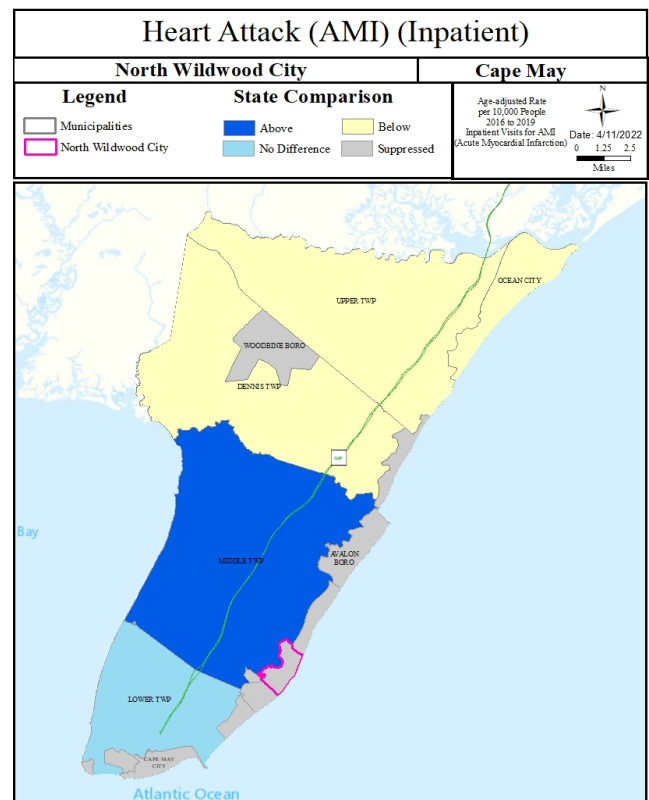 Heart Attack (AMI) (Inpatient)
North Wildwood City
Cape May
Legend
Municipalities
North Wildwood City
State Comparison
Above
Below
No Difference
Suppressed
Age-adjusted Rate
per 10,000 People
2016 to 2019
Inpatient Visits for AMI
(Acute Myocardial Infarction)
N
Date: 4/11/2022
0 1.25 2.5
Miles
OCEAN CITY
UPPER TWP
WOODBINE BORO
DENNIS TWP
GSP
Bay
AVALON
BORO
MIDDLE TWP
LOWER TWP
CAPE MAY
CITY
Atlantic Ocean